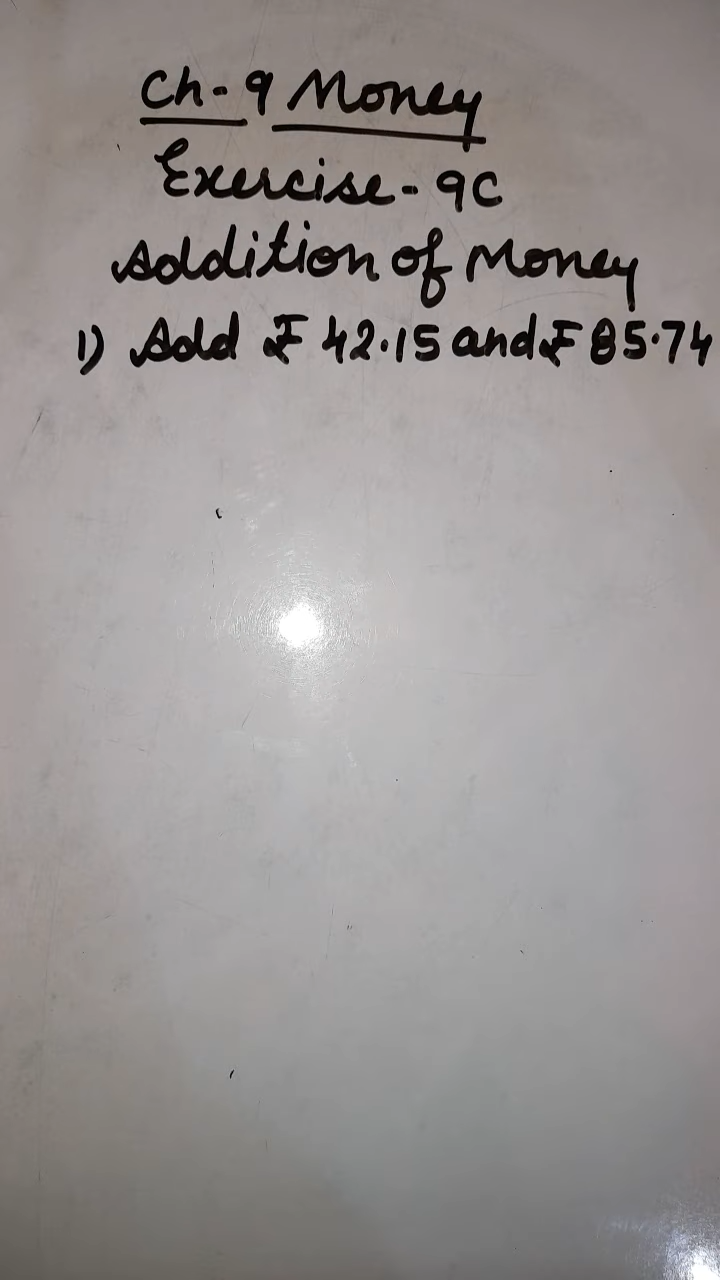 Ch-9 Money
Exercise-9C
Addition of Money
1) Add ₹ 42.15 and ₹ 85.74